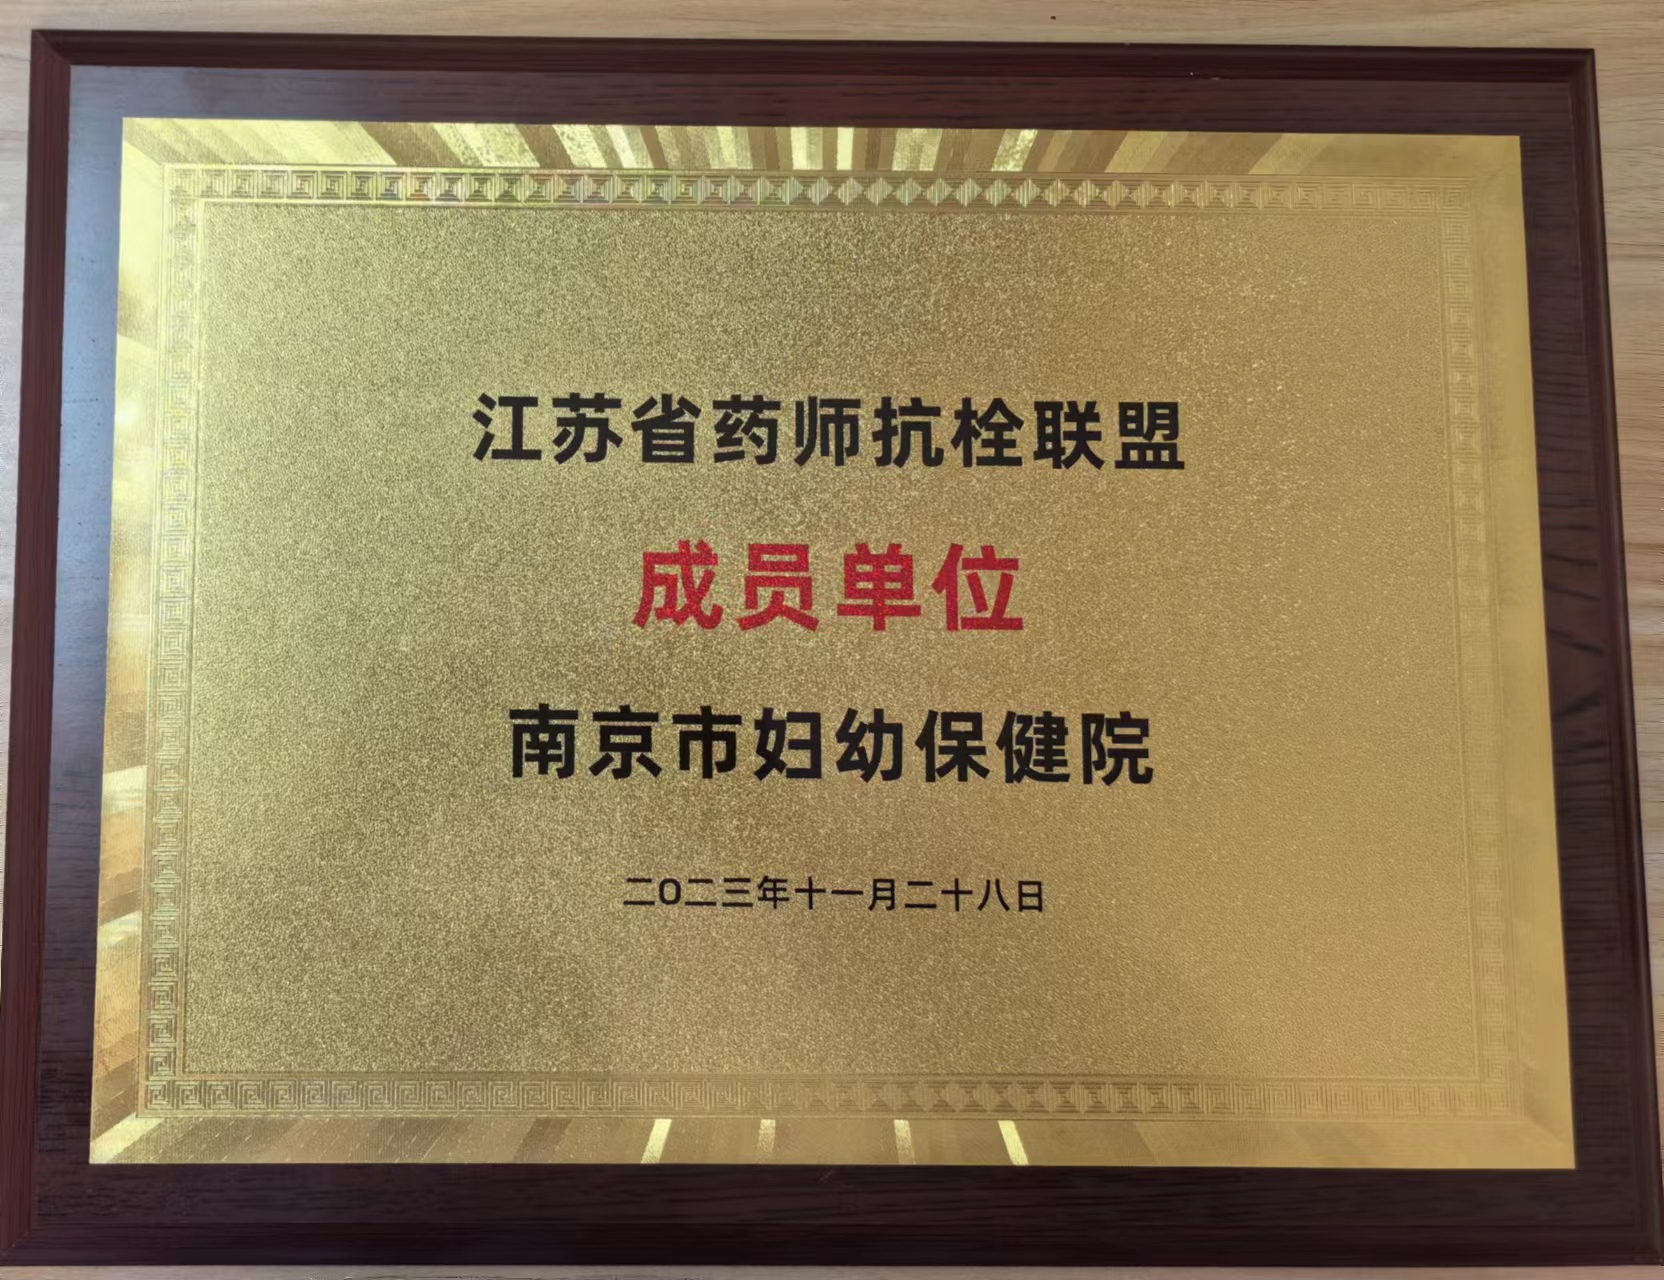 江苏省药师抗栓联盟
成员单位
南京市妇幼保健院
二0二三年十一月二十八日